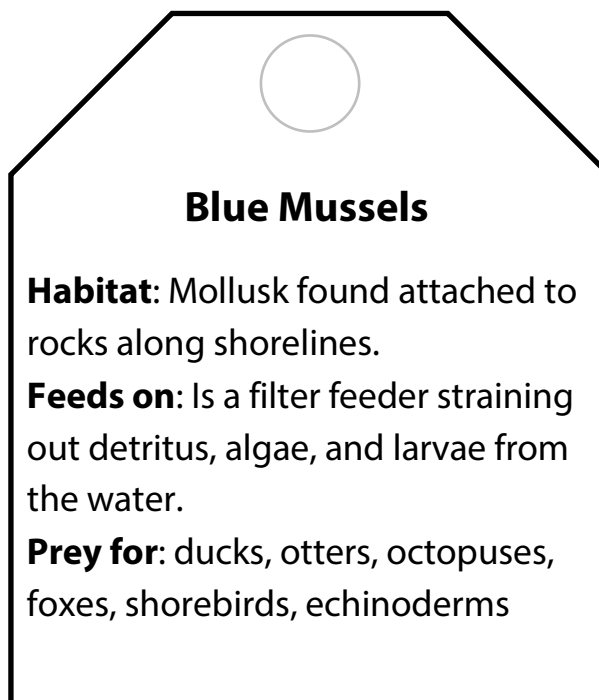 Blue Mussels
Habitat: Mollusk found attached to
rocks along shorelines.
Feeds on: Is a filter feeder straining
out detritus, algae, and larvae from
the water.
Prey for: ducks, otters, octopuses,
foxes, shorebirds, echinoderms